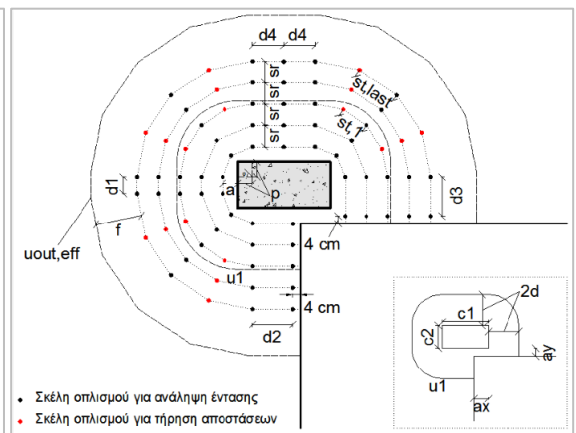 d4 d4
sr
sr
sr
sr
st,last
st,1
d1
a
p
d3
f
4 cm
uout,eff
u1
4 cm
d2
2d
c1
c2
ay
u1
ax
Σκέλη οπλισμού για ανάληψη έντασης
Σκέλη οπλισμού για τήρηση αποστάσεων